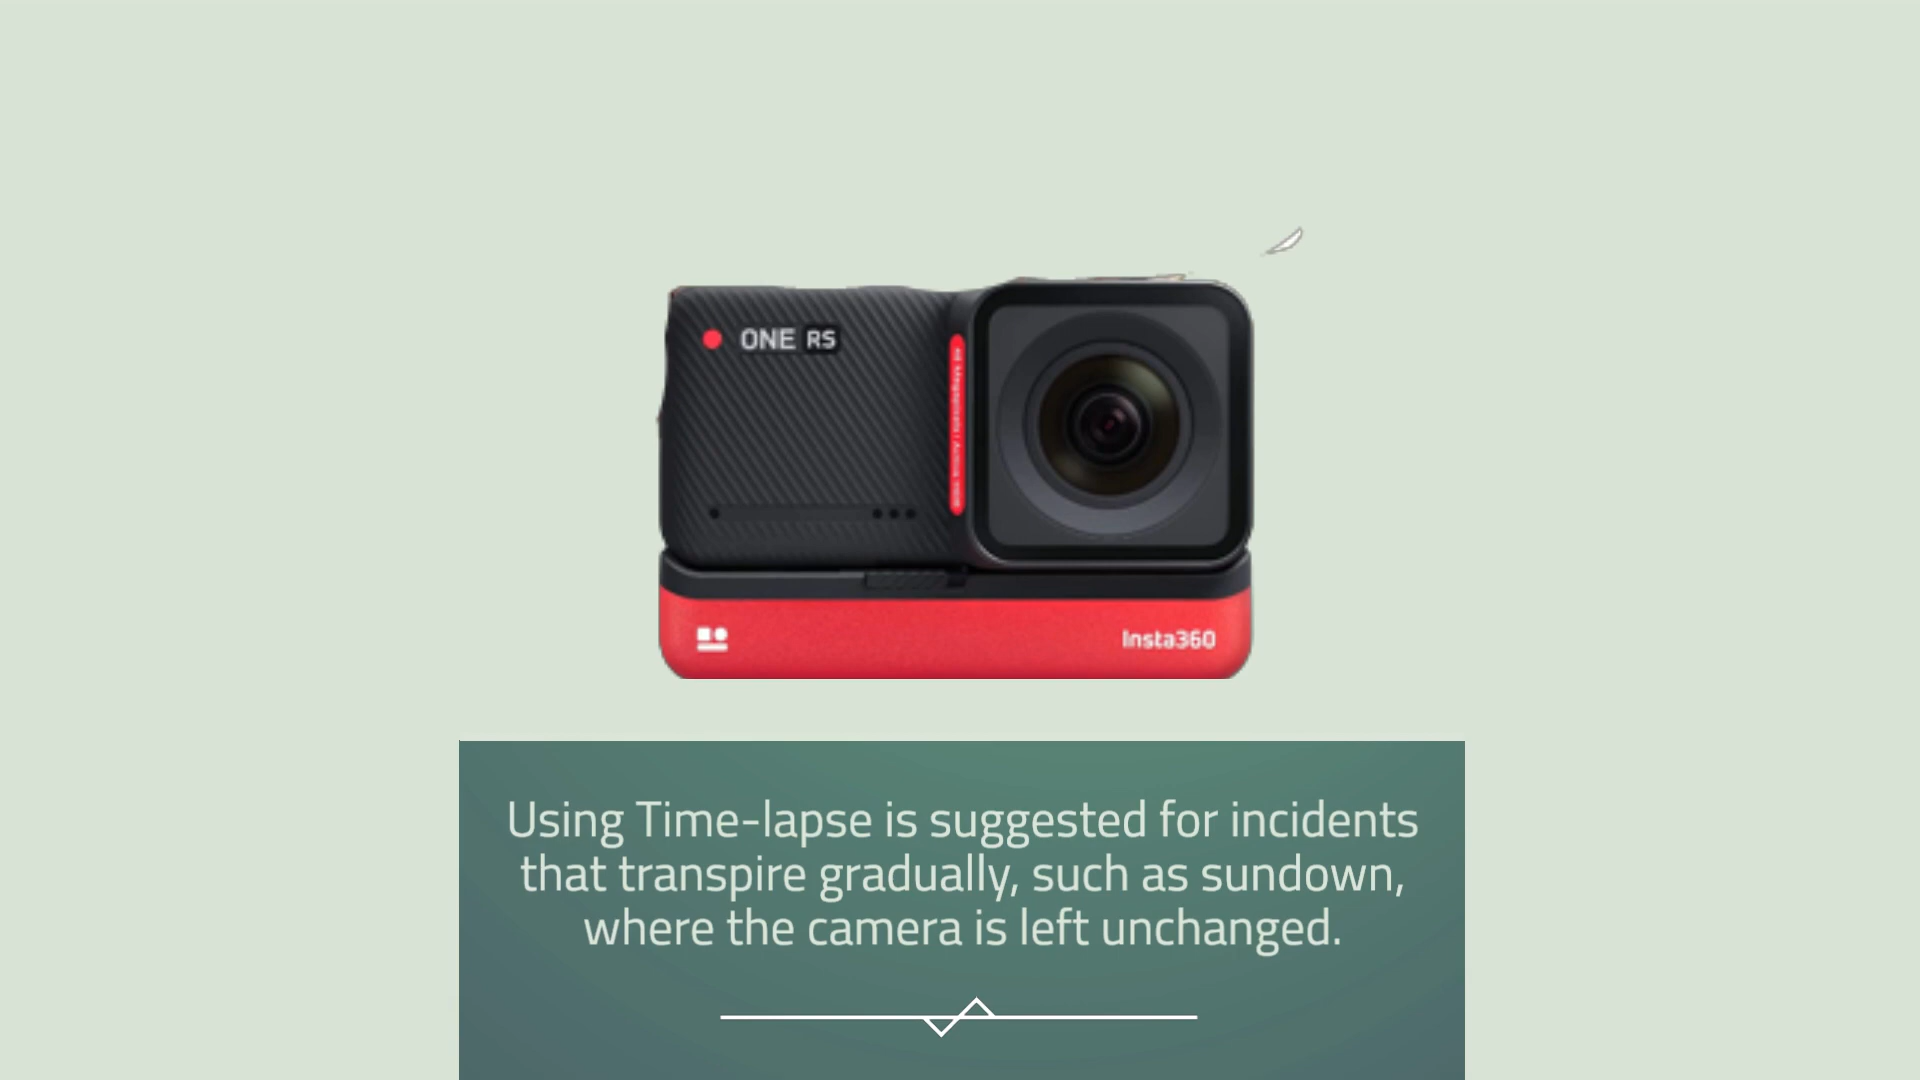 ONE RS
Insta360
Using Time-lapse is suggested for incidents
that transpire gradually, such as sundown,
where the camera is left unchanged.